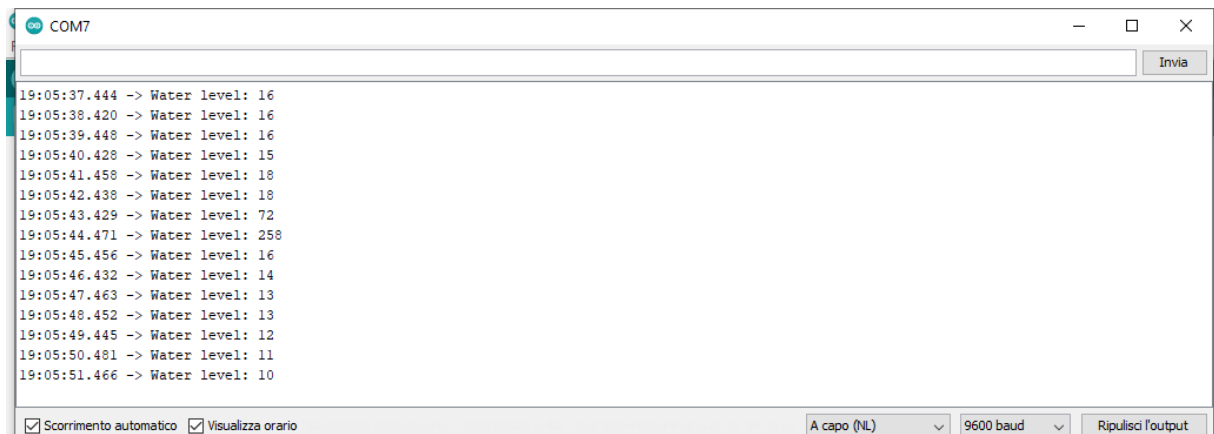 COM7
Invia
19:05:37.444 -> Water level: 16
19:05:38.420 -> Water level: 16
19:05:39.448 -> Water level: 16
19:05:40.428 -> Water level: 15
19:05:41.458 -> Water level: 18
19:05:42.438 -> Water level: 18
19:05:43.429 -> Water level: 72
19:05:44.471 -> Water level: 258
19:05:45.456 -> Water level: 16
19:05:46.432 -> Water level: 14
19:05:47.463 -> Water level: 13
19:05:48.452 -> Water level: 13
19:05:49.445 -> Water level: 12
19:05:50.481 -> Water level: 11
19:05:51.466 -> Water level: 10
Scorrimento automatico Visualizza orario A capo (NL) 9600 baud Ripulisci l'output